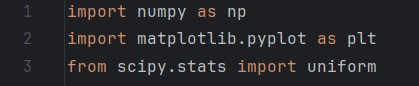 1 import numpy as np
2 import matplotlib.pyplot as plt
3 from scipy.stats import uniform